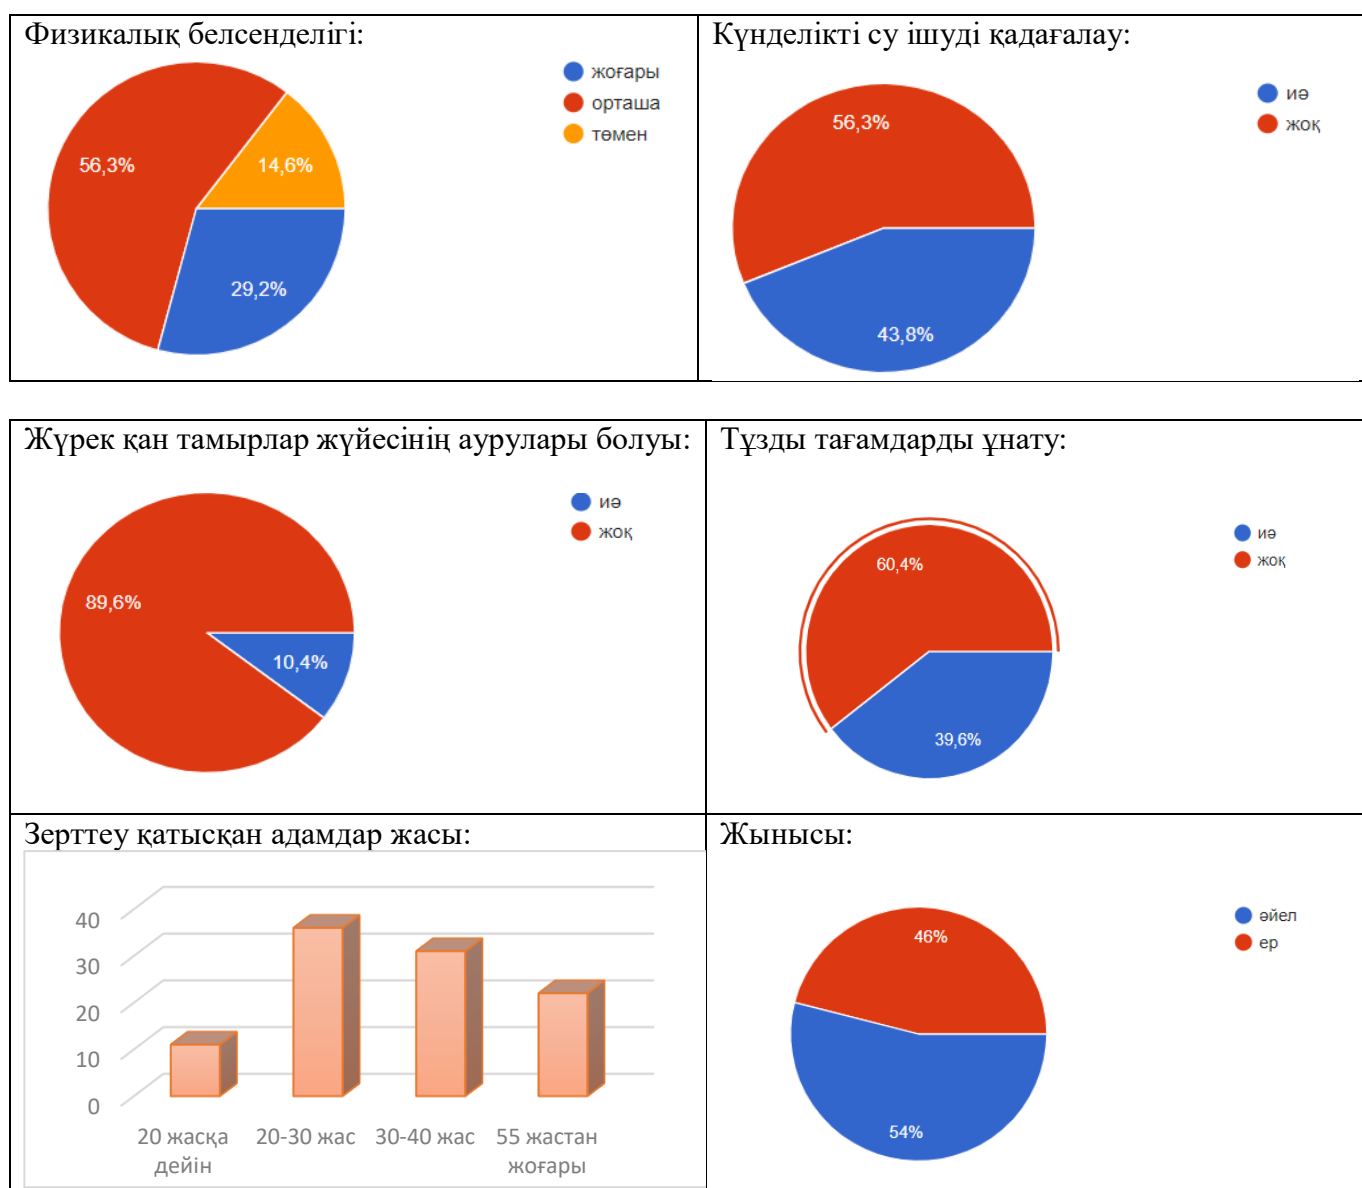 Физикалық белсенделігі:
жоғары
орташа
төмен
56,3%
14,6%
29,2%
Күнделікті су ішуді қадағалау:
иә
жоқ
56,3%
43,8%
Жүрек қан тамырлар жүйесінің аурулары болуы:
иә
жоқ
89,6%
10,4%
Тұзды тағамдарды ұнату:
иә
жоқ
60,4%
39,6%
Зерттеу қатысқан адамдар жасы:
40
30
20
10
0
20 жасқа
дейін
20-30 жас
30-40 жас
55 жастан
жоғары
Жынысы:
әйел
ер
46%
54%